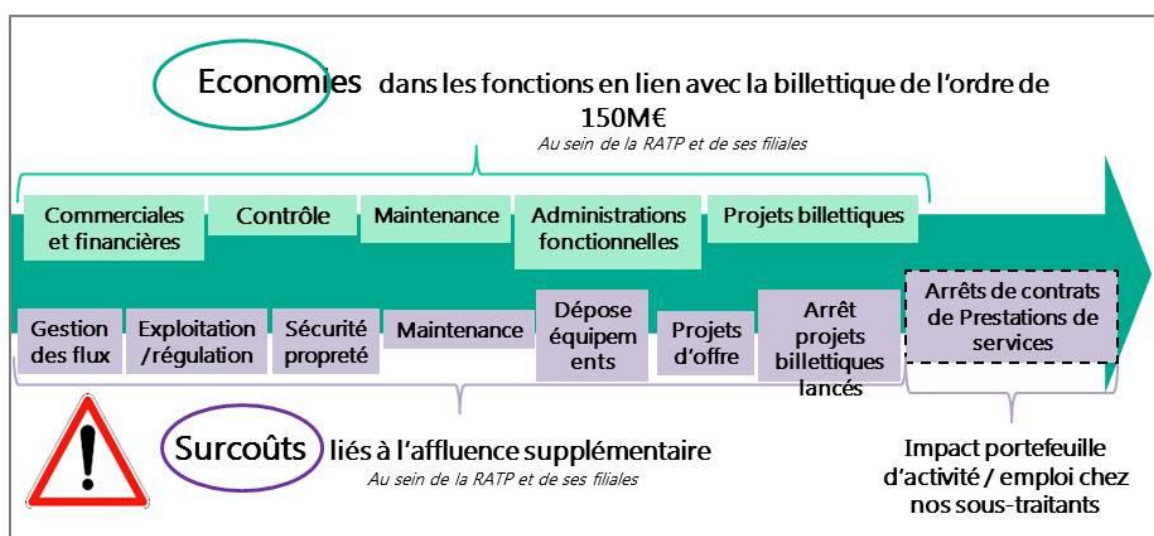 Economies dans les fonctions en lien avec la billettique de l'ordre de
150M€
Au sein de la RATP et de ses filiales
Commerciales
et financières
Contrôle
Maintenance
Administrations
fonctionnelles
Projets billettiques
Gestion
des flux
Exploitation
/régulation
Sécurité
propreté
Maintenance
Dépose
équipem
ents
Projets
d'offre
Arrêt
projets
billettiques
lancés
Arrêts de contrats
de Prestations de
services
Surcoûts liés à l'affluence supplémentaire
Au sein de la RATP et de ses filiales
Impact portefeuille
d'activité / emploi chez
nos sous-traitants